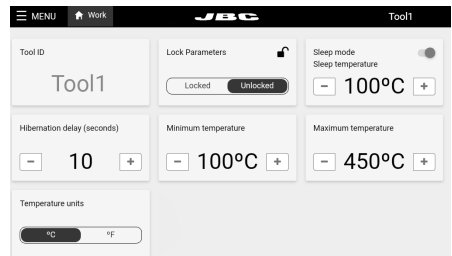 MENU Work JBC Tool1
Tool ID
Tool1
Lock Parameters
Locked Unlocked
Sleep mode
Sleep temperature
- 100ºC +
Hibernation delay (seconds)
- 10 +
Minimum temperature
- 100ºC +
Maximum temperature
- 450ºC +
Temperature units
ºC ºF